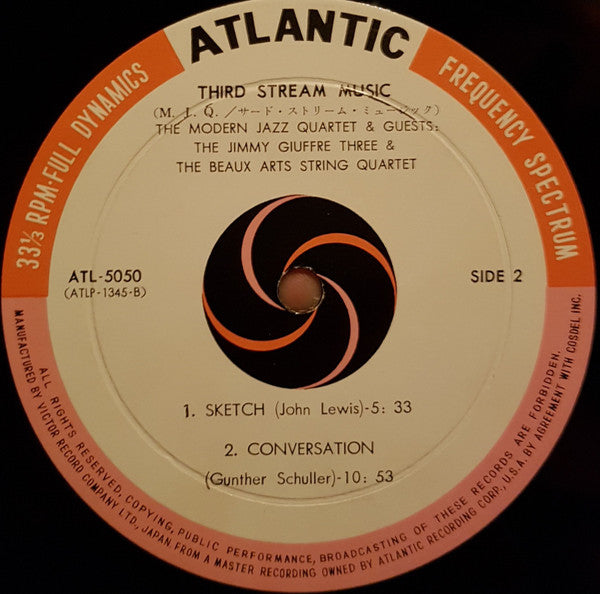 ATLANTIC
33⅓ RPM·FULL DYNAMICS
FREQUENCY SPECTRUM
THIRD STREAM MUSIC
(M. J. Q. ／サード・ストリーム・ミュージック)
THE MODERN JAZZ QUARTET & GUESTS:
THE JIMMY GIUFFRE THREE &
THE BEAUX ARTS STRING QUARTET
ATL-5050
(ATLP-1345-B)
SIDE 2
1. SKETCH (John Lewis)-5: 33
2. CONVERSATION
(Gunther Schuller)-10: 53
ALL RIGHTS RESERVED, COPYING, PUBLIC PERFORMANCE, BROADCASTING OF THESE RECORDS ARE FORBIDDEN.
MANUFACTURED BY VICTOR RECORD COMPANY LTD., JAPAN FROM A MASTER RECORDING OWNED BY ATLANTIC RECORDING CORP., U.S.A. BY AGREEMENT WITH COSDEL INC.